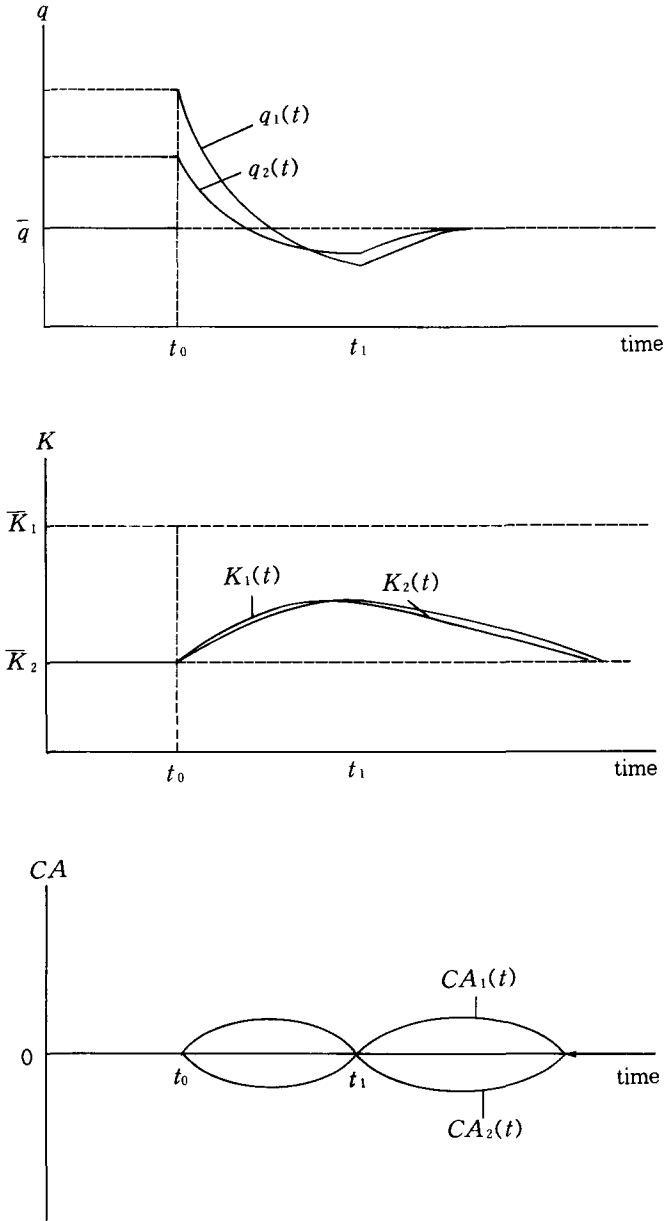 q
q₁(t)
q₂(t)
q̅
t₀
t₁
time
K
K̅₁
K₁(t)
K₂(t)
K̅₂
t₀
t₁
time
CA
CA₁(t)
0
t₀
t₁
time
CA₂(t)